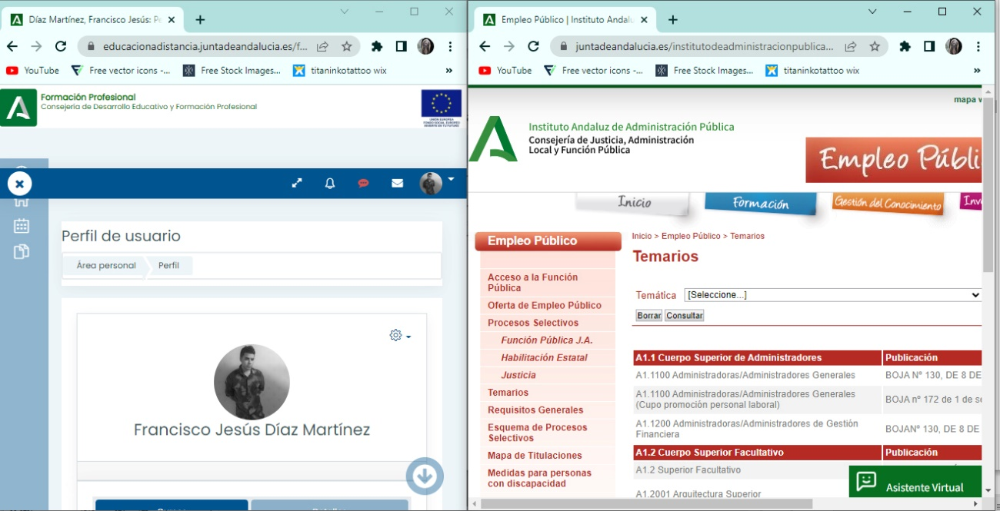 Díaz Martínez, Francisco Jesús: Pe
educacionadistancia.juntadeandalucia.es/f...
YouTube
Free vector icons -...
Free Stock Images...
titaninkotattoo wix
»
Formación Profesional
Consejería de Desarrollo Educativo y Formación Profesional
Perfil de usuario
Área personal
Perfil
Francisco Jesús Díaz Martínez
Empleo Público | Instituto Andalu
juntadeandalucia.es/institutodeadministracionpublica...
YouTube
Free vector icons -...
Free Stock Images...
titaninkotattoo wix
»
mapa w
Instituto Andaluz de Administración Pública
Consejería de Justicia, Administración
Local y Función Pública
Empleo Públi
Inicio
Formación
Gestión del Conocimiento
Inv
Empleo Público
Acceso a la Función
Pública
Oferta de Empleo Público
Procesos Selectivos
Función Pública J.A.
Habilitación Estatal
Justicia
Temarios
Requisitos Generales
Esquema de Procesos
Selectivos
Mapa de Titulaciones
Medidas para personas
con discapacidad
Inicio > Empleo Público > Temarios
Temarios
Temática [Seleccione...]
Borrar Consultar
A1.1 Cuerpo Superior de Administradores Publicación
A1.1100 Administradoras/Administradores Generales BOJA Nº 130, DE 8 DE
A1.1100 Administradoras/Administradores Generales
(Cupo promoción personal laboral) BOJA nº 172 de 1 de se
A1.1200 Administradoras/Administradores de Gestión
Financiera BOJANº 130, DE 8 DE
A1.2 Cuerpo Superior Facultativo Publicación
A1.2 Superior Facultativo
A1.2001 Arquitectura Superior
Asistente Virtual